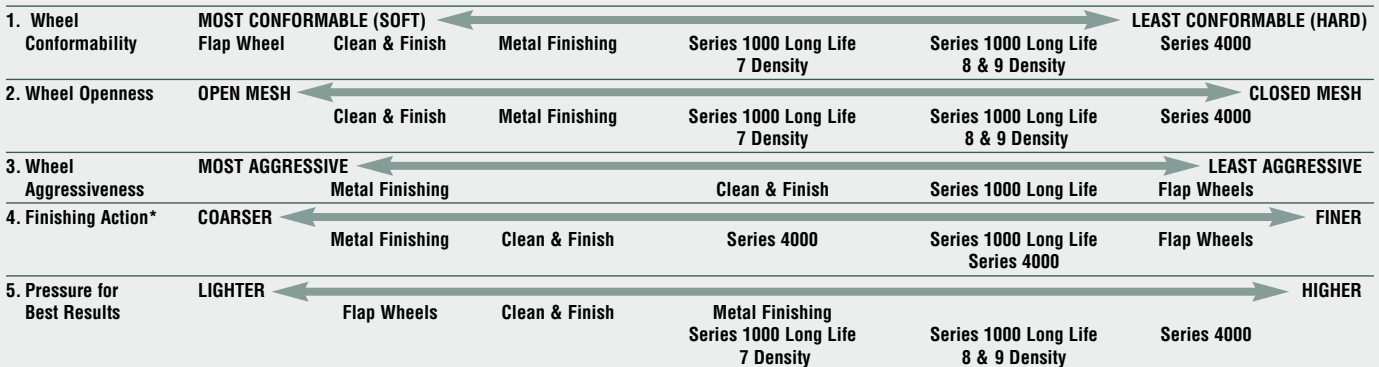 1. Wheel MOST CONFORMABLE (SOFT) LEAST CONFORMABLE (HARD)
Conformability Flap Wheel Clean & Finish Metal Finishing Series 1000 Long Life Series 1000 Long Life Series 4000
7 Density 8 & 9 Density
2. Wheel Openness OPEN MESH CLOSED MESH
Clean & Finish Metal Finishing Series 1000 Long Life Series 1000 Long Life Series 4000
7 Density 8 & 9 Density
3. Wheel MOST AGGRESSIVE LEAST AGGRESSIVE
Aggressiveness Metal Finishing Clean & Finish Series 1000 Long Life Flap Wheels
4. Finishing Action* COARSER FINER
Metal Finishing Clean & Finish Series 4000 Series 1000 Long Life Flap Wheels
Series 4000
5. Pressure for LIGHTER HIGHER
Best Results Flap Wheels Clean & Finish Metal Finishing
Series 1000 Long Life Series 1000 Long Life Series 4000
7 Density 8 & 9 Density